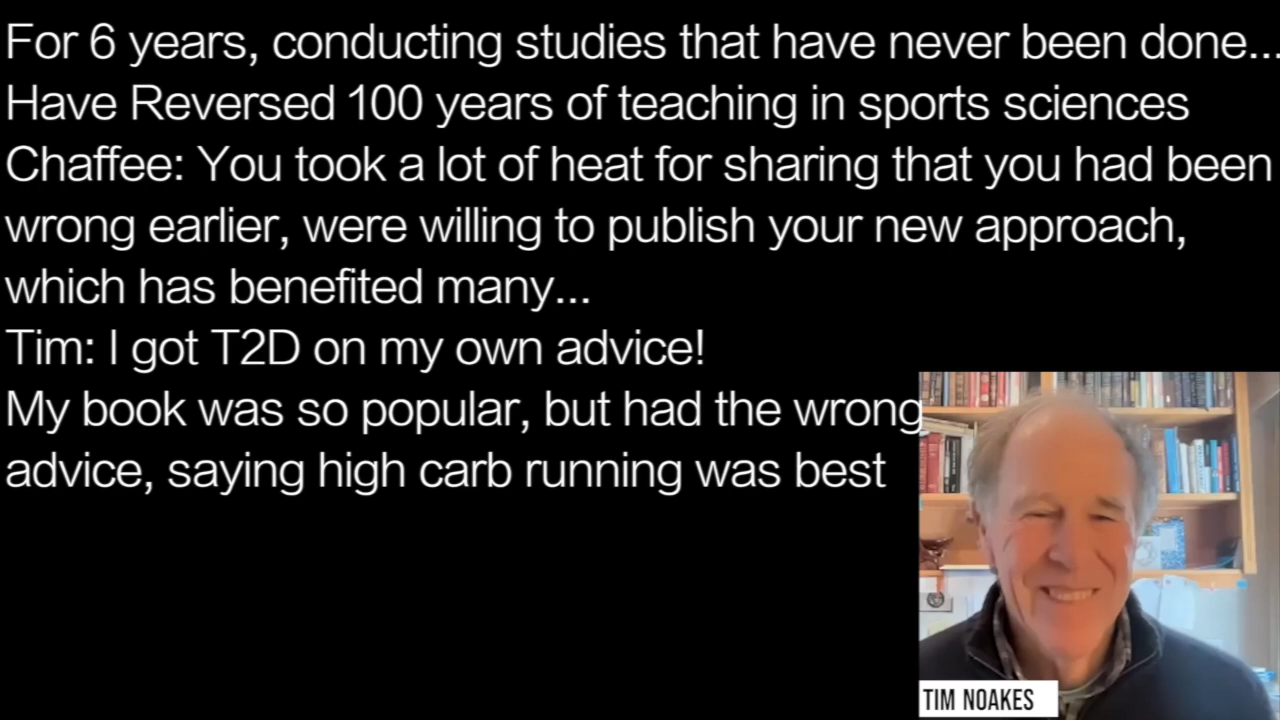 For 6 years, conducting studies that have never been done...
Have Reversed 100 years of teaching in sports sciences
Chaffee: You took a lot of heat for sharing that you had been
wrong earlier, were willing to publish your new approach,
which has benefited many...
Tim: I got T2D on my own advice!
My book was so popular, but had the wrong
advice, saying high carb running was best
TIM NOAKES